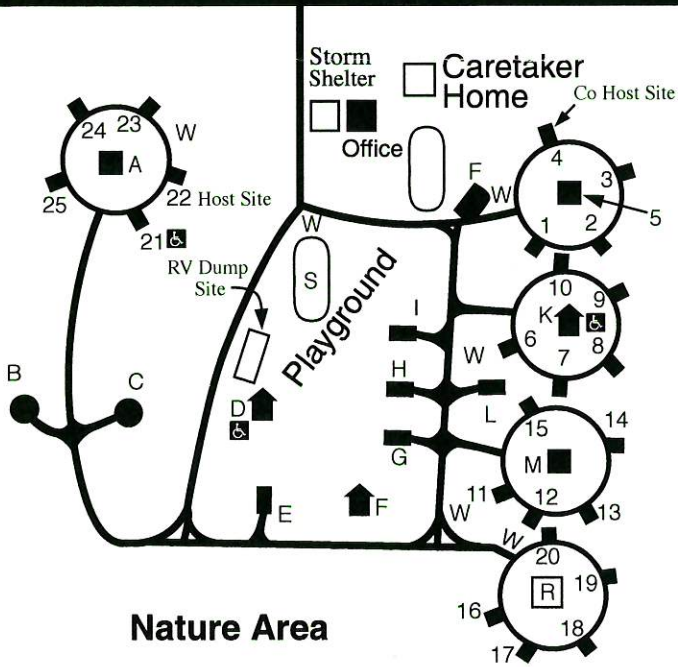 Storm
Shelter
Caretaker
Home
Co Host Site
Office
24
23
W
A
25
22 Host Site
21
F
W
4
3
1
2
5
W
RV Dump
Site
S
Playground
I
10
9
K
6
8
7
W
H
L
B
C
D
G
15
14
M
11
12
13
E
F
W
W
20
R
19
16
18
17
Nature Area